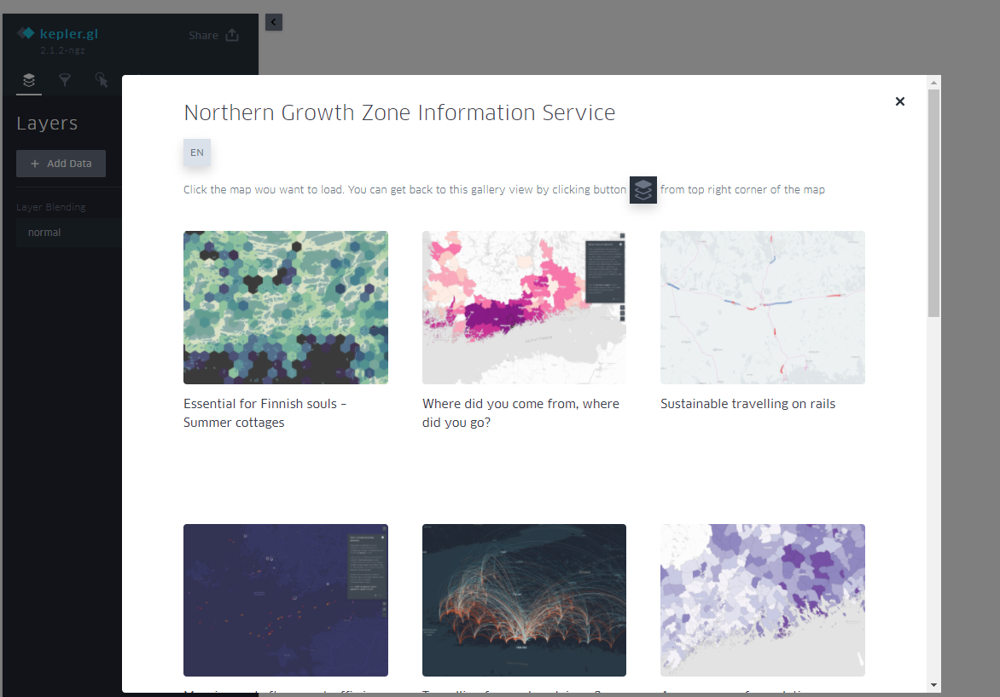 kepler.gl
Share
2.1.2-ngz
Layers
+ Add Data
Layer Blending
normal
Northern Growth Zone Information Service
EN
Click the map wou want to load. You can get back to this gallery view by clicking button from top right corner of the map
Essential for Finnish souls –
Summer cottages
Where did you come from, where
did you go?
Sustainable travelling on rails